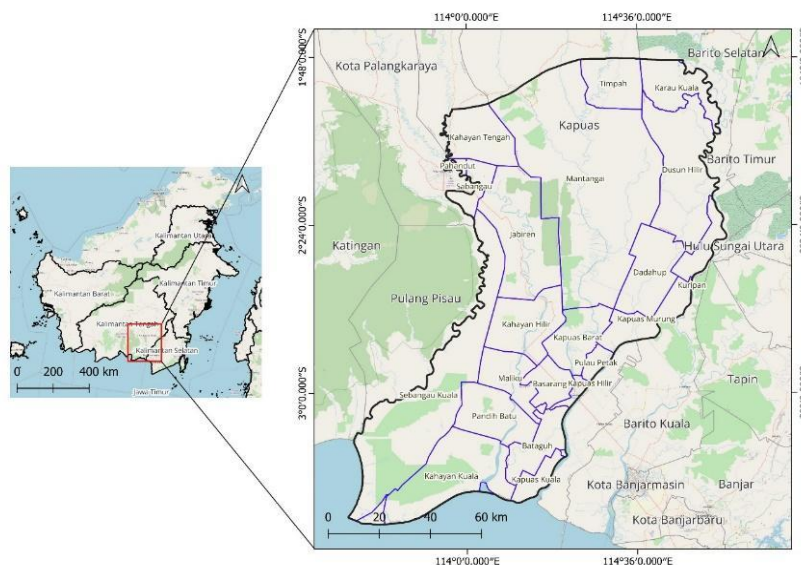 114°0'0.000"E
114°36'0.000"E
1°48'0.000"S
Kota Palangkaraya
Barito Selatan
Timpah
Karau Kuala
Kapuas
Kahayan Tengah
Barito Timur
Pahandut
Mantangai
Dusun Hilir
Sabangau
2°24'0.000"S
Jabiren
Katingan
Hulu Sungai Utara
Dadahup
Kuripan
Pulang Pisau
Kahayan Hilir
Kapuas Murung
Kapuas Barat
Pulau Petak
Tapin
Maliku
Basarang
Kapuas Hilir
3°0'0.000"S
Sebangau Kuala
Pandih Batu
Barito Kuala
Bataguh
Kahayan Kuala
Kapuas Kuala
Kota Banjarmasin
Banjar
Kota Banjarbaru
0 20 40 60 km
114°0'0.000"E
114°36'0.000"E
Kalimantan Utara
Kalimantan Timur
Kalimantan Barat
Kalimantan Tengah
Kalimantan Selatan
0 200 400 km
Jawa Timur